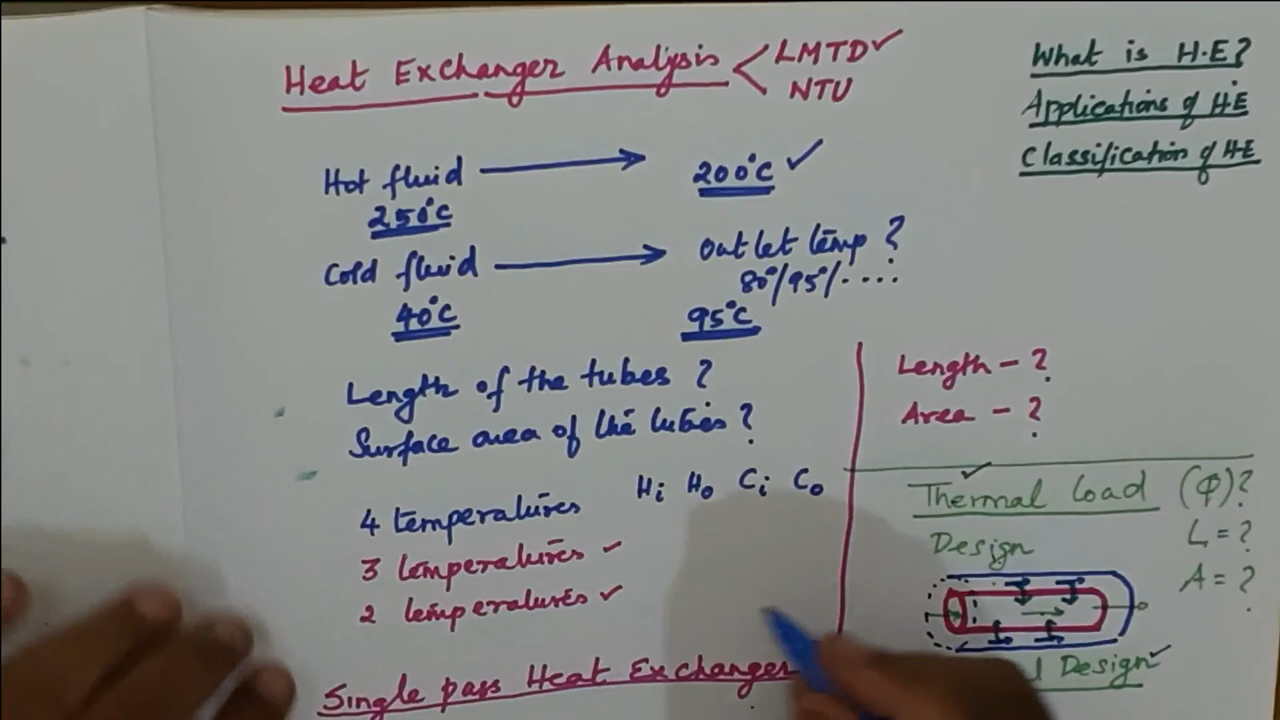 Heat Exchanger Analysis < LMTD ✓
NTU
What is H.E?
Applications of HE
Classification of HE
Hot fluid → 200°C ✓
250°C
Cold fluid → Outlet temp ?
80°/95°/....
40°C
95°C
Length of the tubes ?
Surface area of the tubes ?
4 temperatures Hi Ho Ci Co
3 temperatures ✓
2 temperatures ✓
Single pass Heat Exchanger
Length - ?
Area - ?
Thermal Load (φ)?
Design L = ?
A = ?
Design ✓